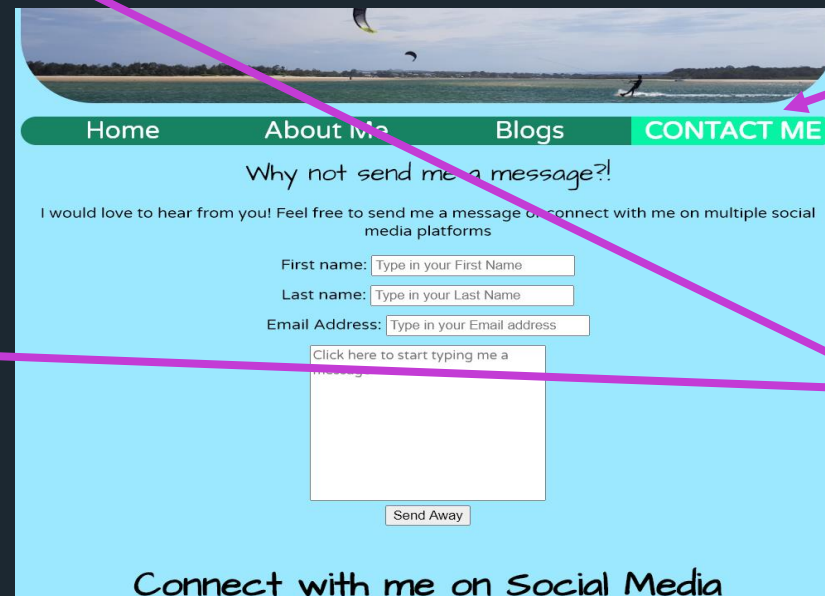 Home About Me Blogs CONTACT ME
Why not send me a message?!
I would love to hear from you! Feel free to send me a message or connect with me on multiple social
media platforms
First name: Type in your First Name
Last name: Type in your Last Name
Email Address: Type in your Email address
Click here to start typing me a
Send Away
Connect with me on Social Media